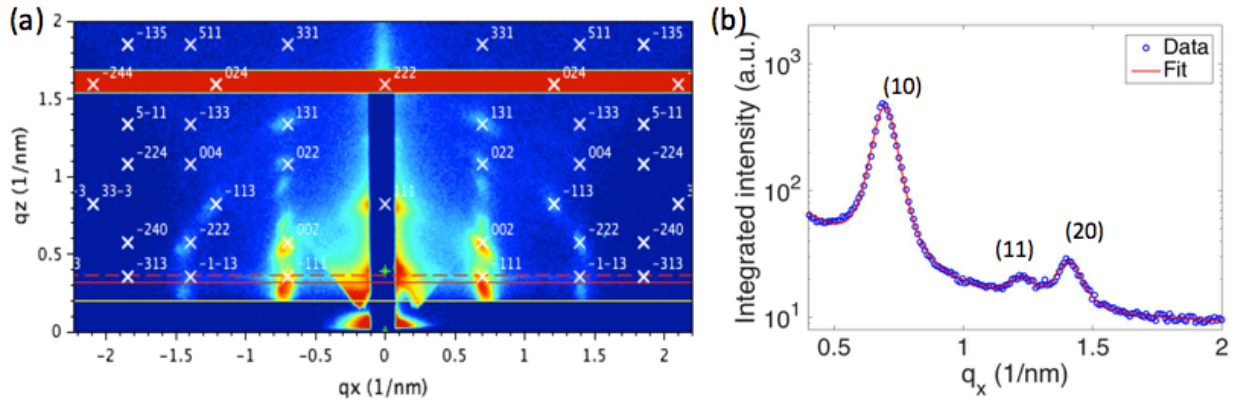 (a)
2
-135 511 331 331 511 -135
-244 024 222 024 -2
1.5
5-11 -133 131 131 -133 5-11
-224 004 022 022 004 -224
1
-3 33-3 -113 111 -113 3
-240 -222 002 002 -222 -240
0.5
3 -313 -1-13 -111 -111 -1-13 -313
0
qz (1/nm)
-2 -1.5 -1 -0.5 0 0.5 1 1.5 2
qx (1/nm)
(b)
Data
Fit
10³
(10)
10²
(11) (20)
10¹
Integrated intensity (a.u.)
0.5 1 1.5 2
qₓ (1/nm)